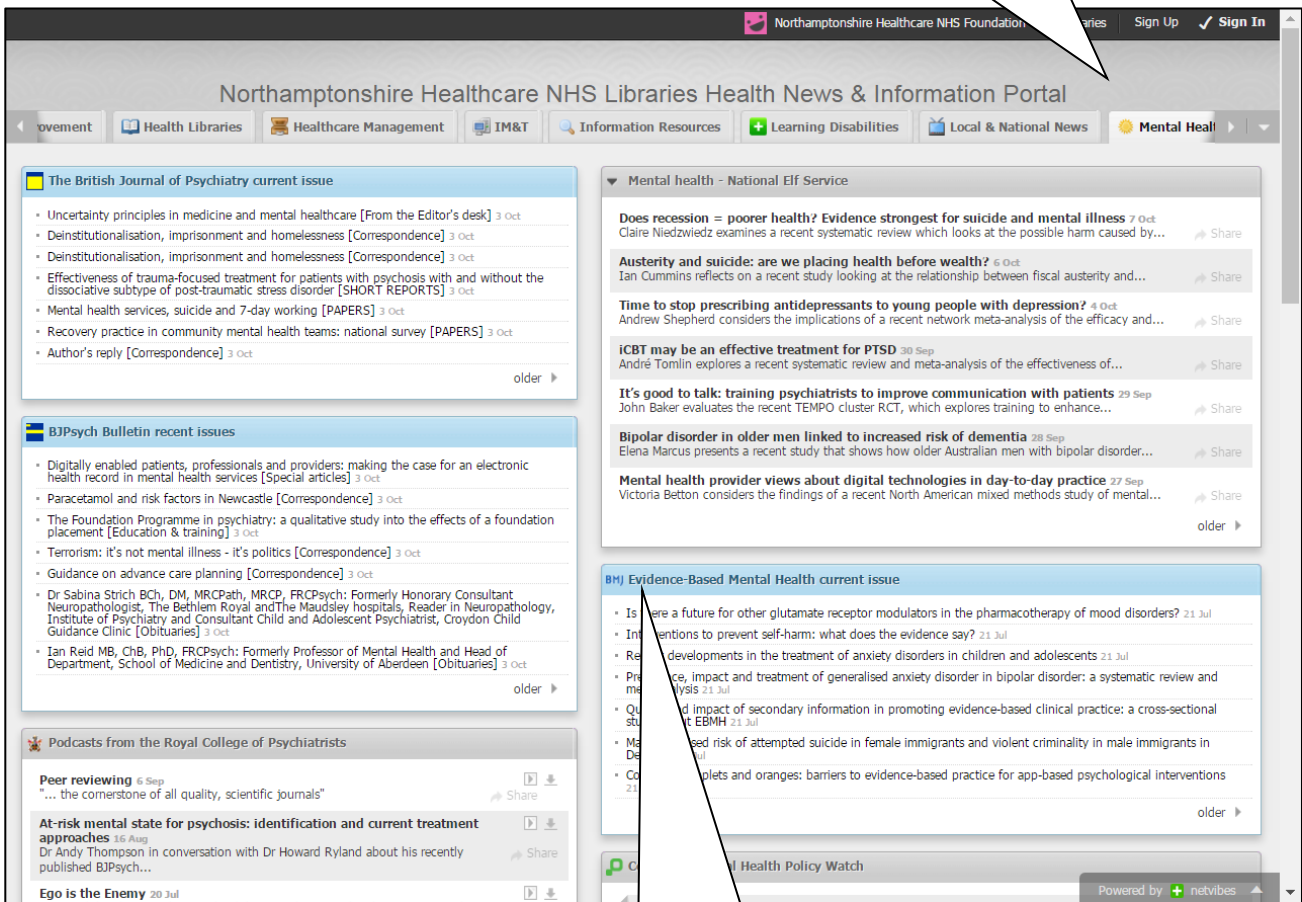 Northamptonshire Healthcare NHS Foundation aries Sign Up ✓ Sign In
Northamptonshire Healthcare NHS Libraries Health News & Information Portal
ovement Health Libraries Healthcare Management IM&T Information Resources Learning Disabilities Local & National News Mental Healt
The British Journal of Psychiatry current issue
Uncertainty principles in medicine and mental healthcare [From the Editor's desk] 3 Oct
Deinstitutionalisation, imprisonment and homelessness [Correspondence] 3 Oct
Deinstitutionalisation, imprisonment and homelessness [Correspondence] 3 Oct
Effectiveness of trauma-focused treatment for patients with psychosis with and without the
dissociative subtype of post-traumatic stress disorder [SHORT REPORTS] 3 Oct
Mental health services, suicide and 7-day working [PAPERS] 3 Oct
Recovery practice in community mental health teams: national survey [PAPERS] 3 Oct
Author's reply [Correspondence] 3 Oct
older
BJPsych Bulletin recent issues
Digitally enabled patients, professionals and providers: making the case for an electronic
health record in mental health services [Special articles] 3 Oct
Paracetamol and risk factors in Newcastle [Correspondence] 3 Oct
The Foundation Programme in psychiatry: a qualitative study into the effects of a foundation
placement [Education & training] 3 Oct
Terrorism: it's not mental illness - it's politics [Correspondence] 3 Oct
Guidance on advance care planning [Correspondence] 3 Oct
Dr Sabina Strich BCh, DM, MRCPath, MRCP, FRCPsych: Formerly Honorary Consultant
Neuropathologist, The Bethlem Royal andThe Maudsley hospitals, Reader in Neuropathology,
Institute of Psychiatry and Consultant Child and Adolescent Psychiatrist, Croydon Child
Guidance Clinic [Obituaries] 3 Oct
Ian Reid MB, ChB, PhD, FRCPsych: Formerly Professor of Mental Health and Head of
Department, School of Medicine and Dentistry, University of Aberdeen [Obituaries] 3 Oct
older
Podcasts from the Royal College of Psychiatrists
Peer reviewing 6 Sep
"... the cornerstone of all quality, scientific journals" Share
At-risk mental state for psychosis: identification and current treatment
approaches 16 Aug
Dr Andy Thompson in conversation with Dr Howard Ryland about his recently Share
published BJPsych...
Ego is the Enemy 20 Jul
Mental health - National Elf Service
Does recession = poorer health? Evidence strongest for suicide and mental illness 7 Oct
Claire Niedzwiedz examines a recent systematic review which looks at the possible harm caused by... Share
Austerity and suicide: are we placing health before wealth? 6 Oct
Ian Cummins reflects on a recent study looking at the relationship between fiscal austerity and... Share
Time to stop prescribing antidepressants to young people with depression? 4 Oct
Andrew Shepherd considers the implications of a recent network meta-analysis of the efficacy and... Share
iCBT may be an effective treatment for PTSD 30 Sep
André Tomlin explores a recent systematic review and meta-analysis of the effectiveness of... Share
It's good to talk: training psychiatrists to improve communication with patients 29 Sep
John Baker evaluates the recent TEMPO cluster RCT, which explores training to enhance... Share
Bipolar disorder in older men linked to increased risk of dementia 28 Sep
Elena Marcus presents a recent study that shows how older Australian men with bipolar disorder... Share
Mental health provider views about digital technologies in day-to-day practice 27 Sep
Victoria Betton considers the findings of a recent North American mixed methods study of mental... Share
older
BMJ Evidence-Based Mental Health current issue
Is there a future for other glutamate receptor modulators in the pharmacotherapy of mood disorders? 21 Jul
Interventions to prevent self-harm: what does the evidence say? 21 Jul
developments in the treatment of anxiety disorders in children and adolescents 21 Jul
impact and treatment of generalised anxiety disorder in bipolar disorder: a systematic review and
21 Jul
impact of secondary information in promoting evidence-based clinical practice: a cross-sectional
EBMH 21 Jul
risk of attempted suicide in female immigrants and violent criminality in male immigrants in
Jul
and oranges: barriers to evidence-based practice for app-based psychological interventions
21
older
Health Policy Watch
Powered by netvibes